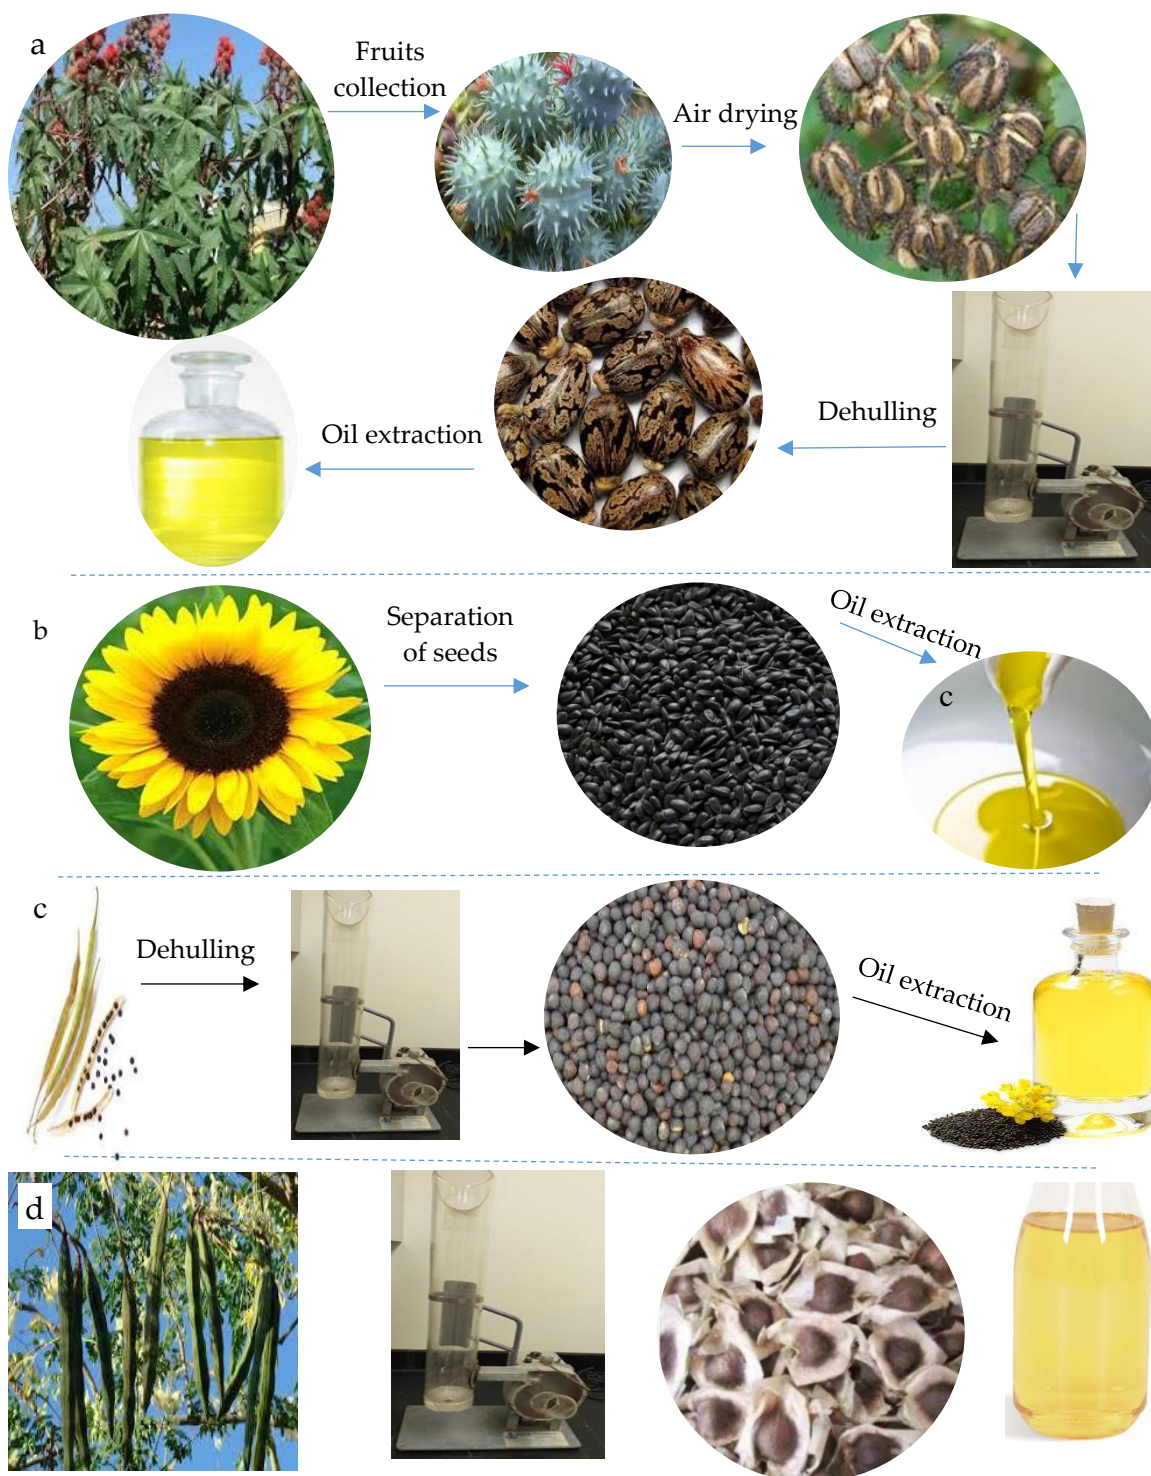 a
Fruits
collection
Air drying
Dehulling
Oil extraction
b
Separation
of seeds
Oil extraction
c
c
Dehulling
Oil extraction
d